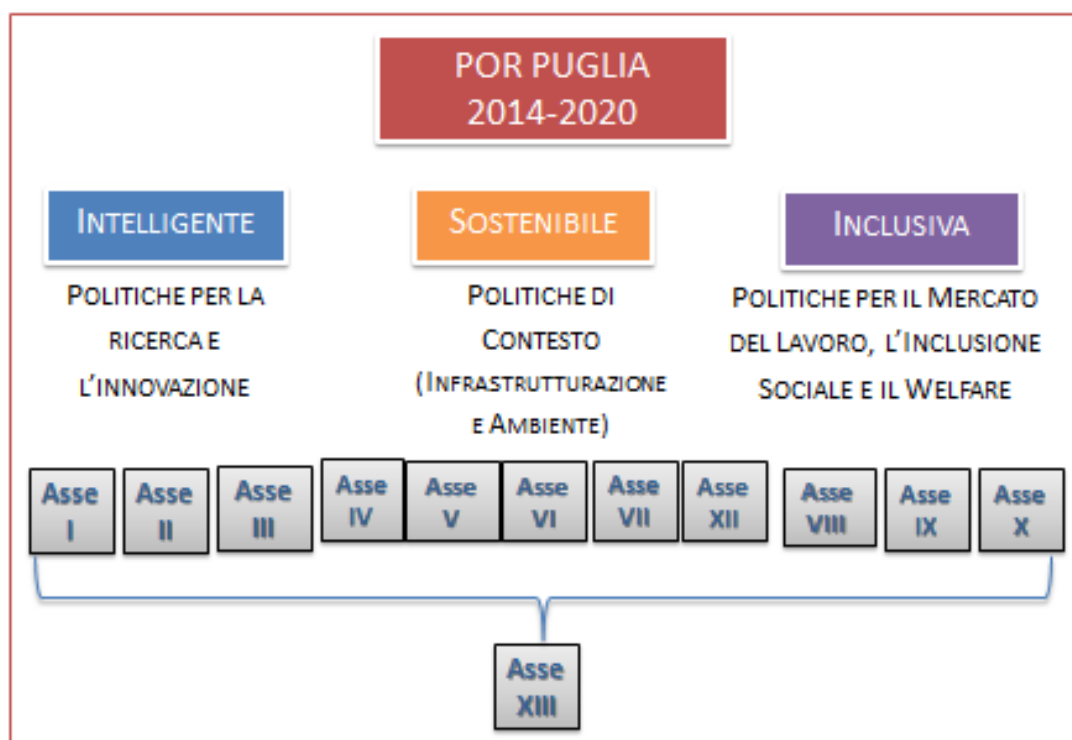 POR PUGLIA
2014-2020
INTELLIGENTE
POLITICHE PER LA
RICERCA E
L'INNOVAZIONE
SOSTENIBILE
POLITICHE DI
CONTESTO
(INFRASTRUTTURAZIONE
E AMBIENTE)
INCLUSIVA
POLITICHE PER IL MERCATO
DEL LAVORO, L'INCLUSIONE
SOCIALE E IL WELFARE
Asse
I
Asse
II
Asse
III
Asse
IV
Asse
V
Asse
VI
Asse
VII
Asse
XII
Asse
VIII
Asse
IX
Asse
X
Asse
XIII